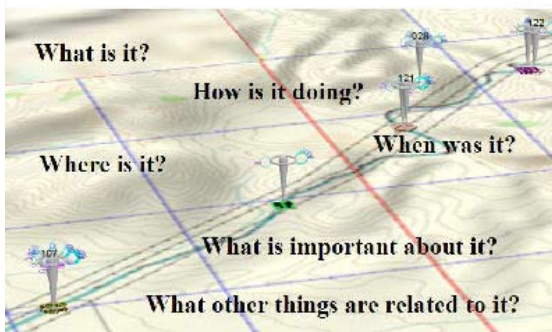 122
What is it?
028
How is it doing?
121
When was it?
Where is it?
What is important about it?
107
What other things are related to it?